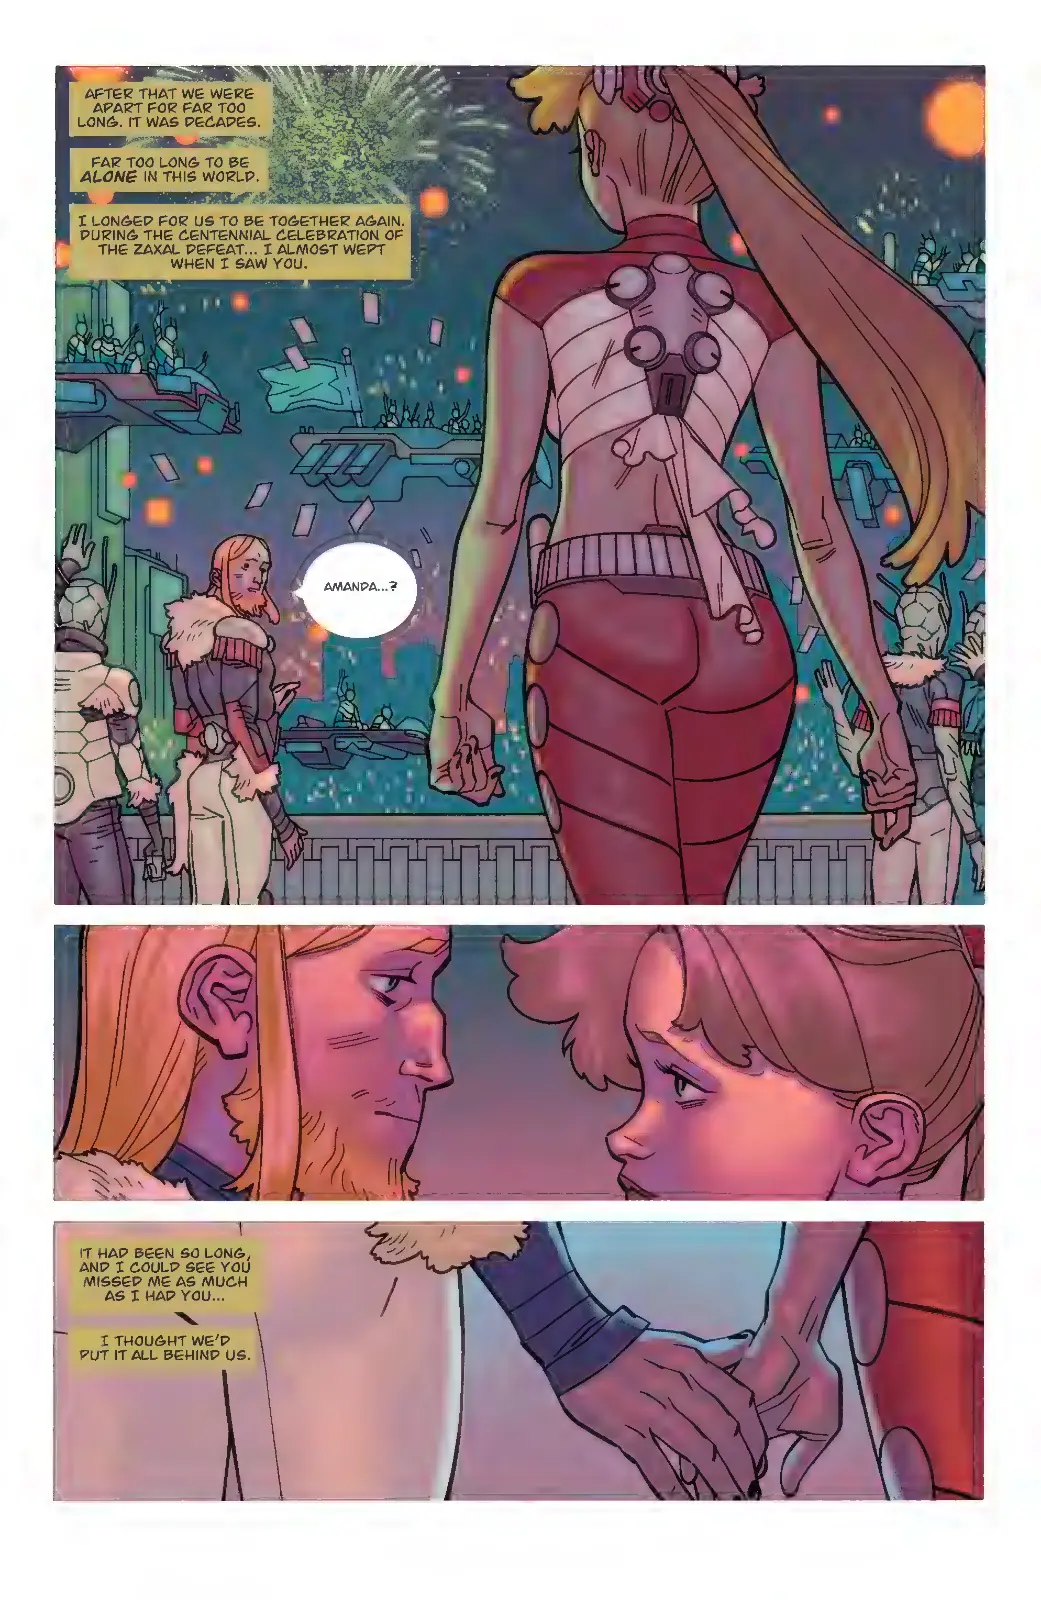 AFTER THAT WE WERE
APART FOR FAR TOO
LONG. IT WAS DECADES.
FAR TOO LONG TO BE
ALONE IN THIS WORLD.
I LONGED FOR US TO BE TOGETHER AGAIN.
DURING THE CENTENNIAL CELEBRATION OF
THE ZAXAL DEFEAT... I ALMOST WEPT
WHEN I SAW YOU.
AMANDA...?
IT HAD BEEN SO LONG,
AND I COULD SEE YOU
MISSED ME AS MUCH
AS I HAD YOU...
I THOUGHT WE'D
PUT IT ALL BEHIND US.